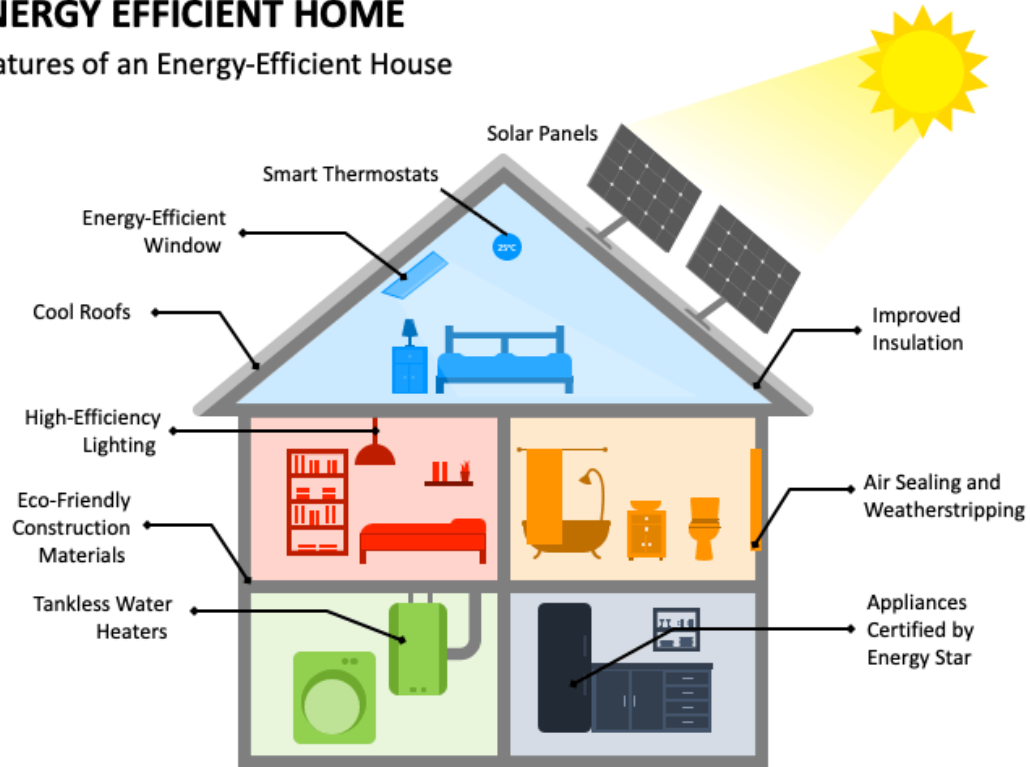 NERGY EFFICIENT HOME
atures of an Energy-Efficient House
Solar Panels
Smart Thermostats
Energy-Efficient
Window
25°C
Cool Roofs
Improved
Insulation
High-Efficiency
Lighting
Air Sealing and
Weatherstripping
Eco-Friendly
Construction
Materials
Tankless Water
Heaters
Appliances
Certified by
Energy Star